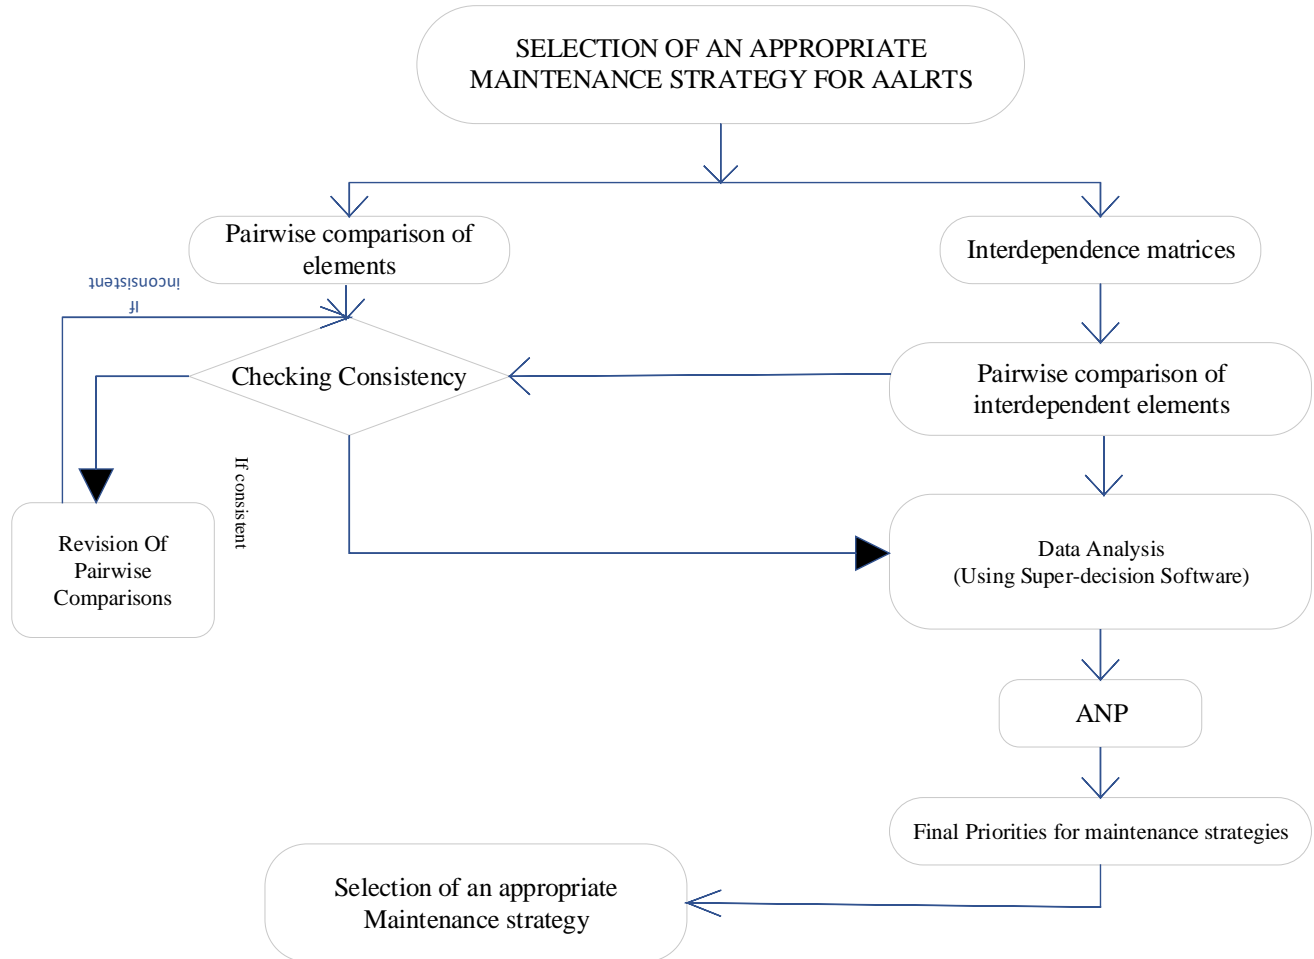 SELECTION OF AN APPROPRIATE
MAINTENANCE STRATEGY FOR AALRTS
Pairwise comparison of
elements
Interdependence matrices
If
inconsistent
Checking Consistency
Pairwise comparison of
interdependent elements
If consistent
Revision Of
Pairwise
Comparisons
Data Analysis
(Using Super-decision Software)
ANP
Final Priorities for maintenance strategies
Selection of an appropriate
Maintenance strategy